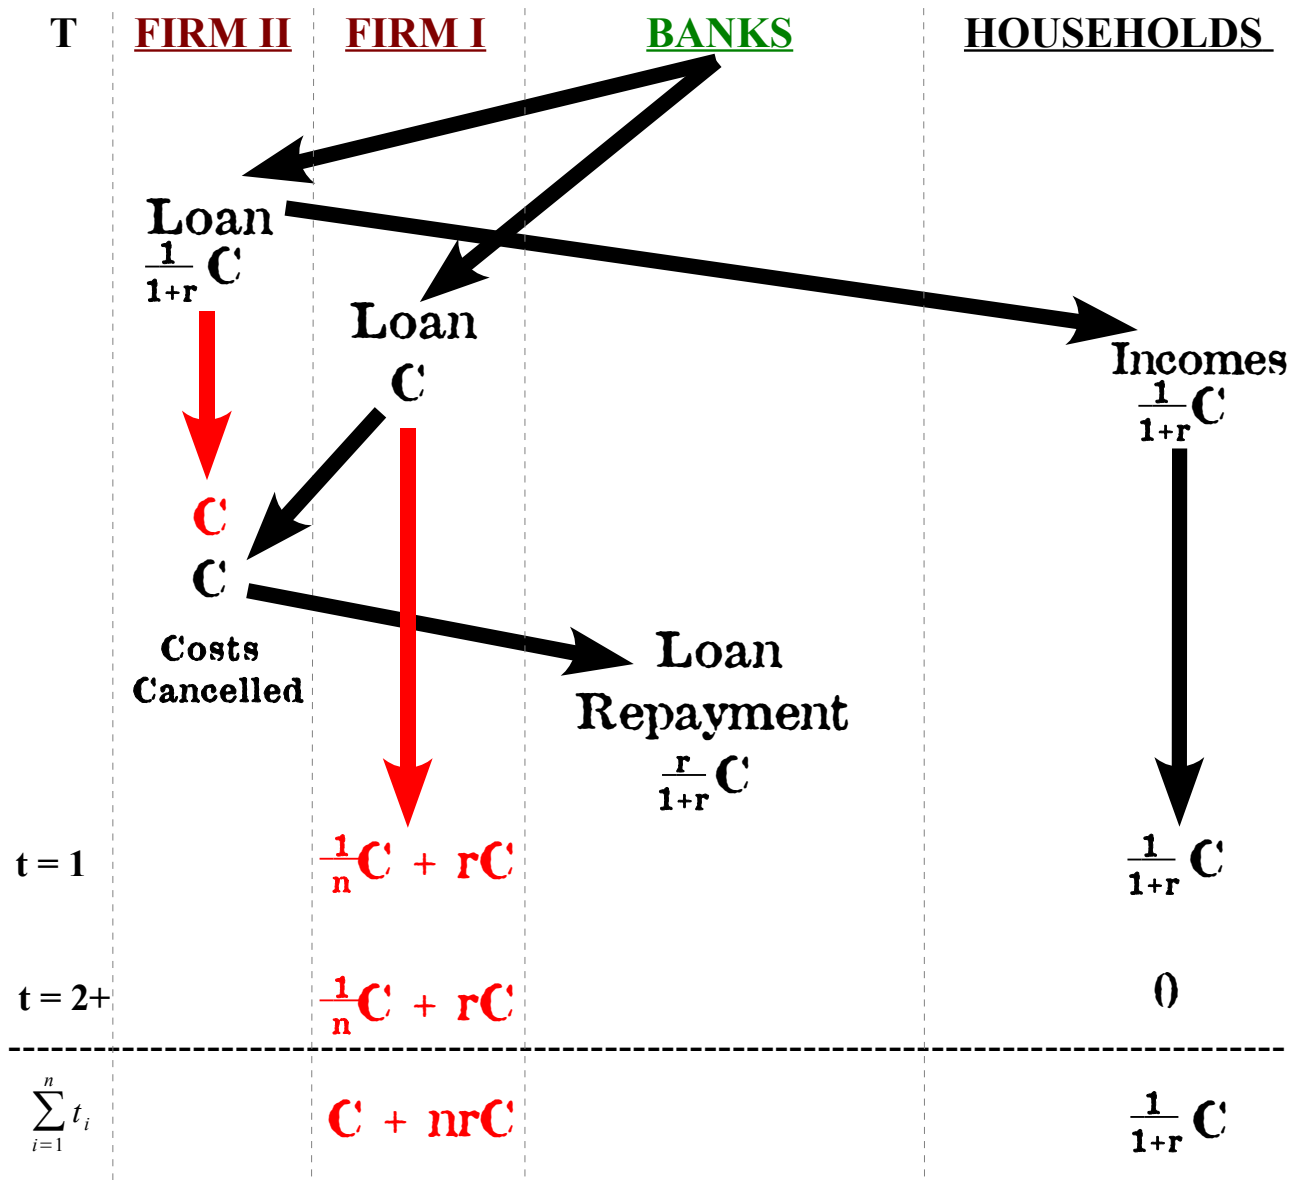 T FIRM II FIRM I BANKS HOUSEHOLDS
Loan
1/1+r C
Loan
C
Incomes
1/1+r C
C
C
Costs
Cancelled
Loan
Repayment
r/1+r C
t = 1 1/n C + rC 1/1+r C
t = 2+ 1/n C + rC 0
∑ i=1 n t i C + nrC 1/1+r C